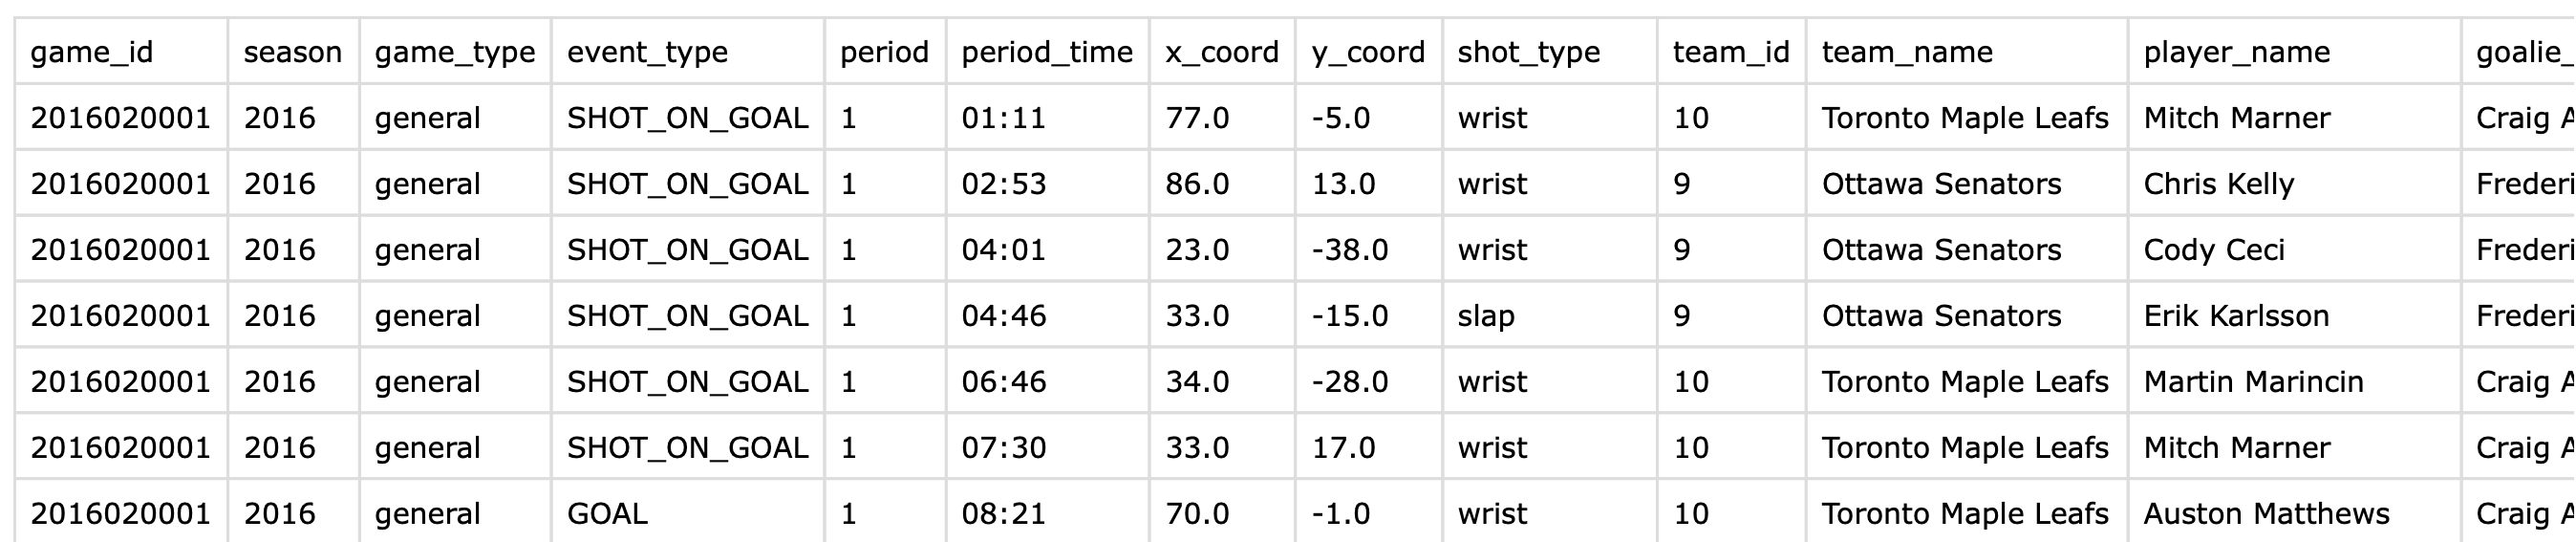 game_id season game_type event_type period period_time x_coord y_coord shot_type team_id team_name player_name goalie_
2016020001 2016 general SHOT_ON_GOAL 1 01:11 77.0 -5.0 wrist 10 Toronto Maple Leafs Mitch Marner Craig A
2016020001 2016 general SHOT_ON_GOAL 1 02:53 86.0 13.0 wrist 9 Ottawa Senators Chris Kelly Frederi
2016020001 2016 general SHOT_ON_GOAL 1 04:01 23.0 -38.0 wrist 9 Ottawa Senators Cody Ceci Frederi
2016020001 2016 general SHOT_ON_GOAL 1 04:46 33.0 -15.0 slap 9 Ottawa Senators Erik Karlsson Frederi
2016020001 2016 general SHOT_ON_GOAL 1 06:46 34.0 -28.0 wrist 10 Toronto Maple Leafs Martin Marincin Craig A
2016020001 2016 general SHOT_ON_GOAL 1 07:30 33.0 17.0 wrist 10 Toronto Maple Leafs Mitch Marner Craig A
2016020001 2016 general GOAL 1 08:21 70.0 -1.0 wrist 10 Toronto Maple Leafs Auston Matthews Craig A